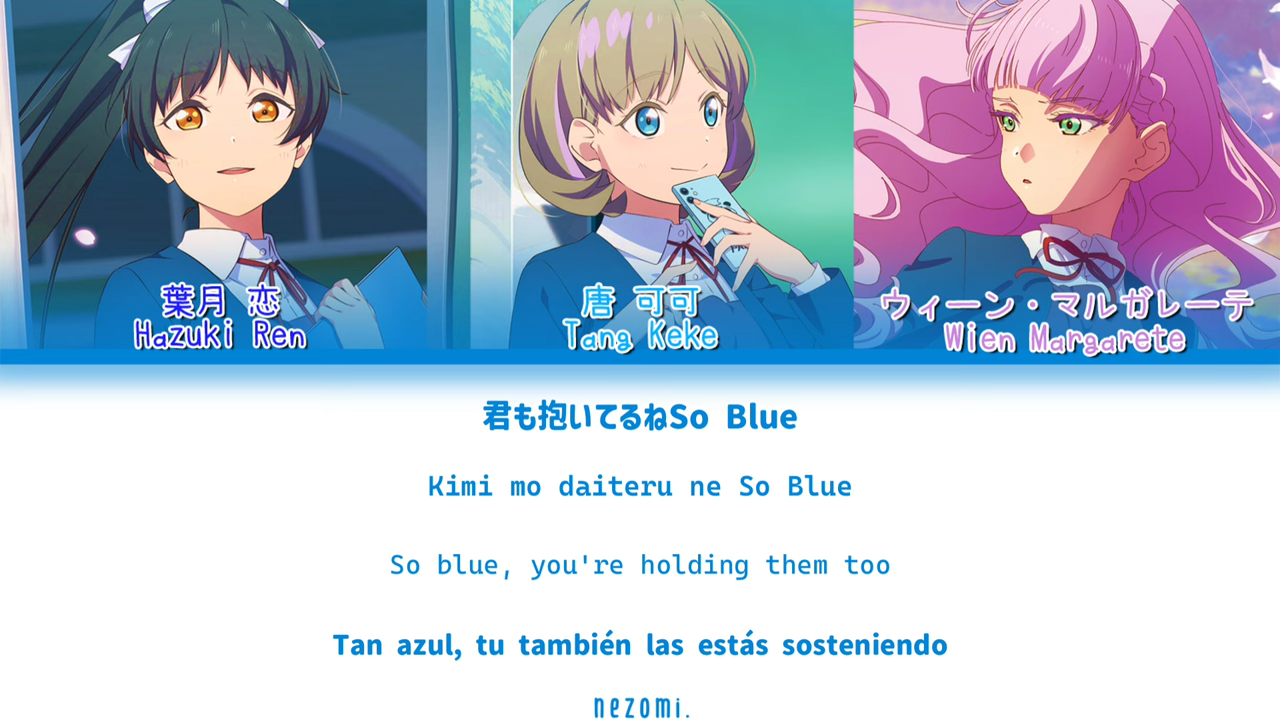 葉月 恋
Hazuki Ren
唐 可可
Tang Keke
ウィーン・マルガレーテ
Wien Margarete
君も抱いてるねSo Blue
Kimi mo daiteru ne So Blue
So blue, you're holding them too
Tan azul, tu también las estás sosteniendo
nezomi.